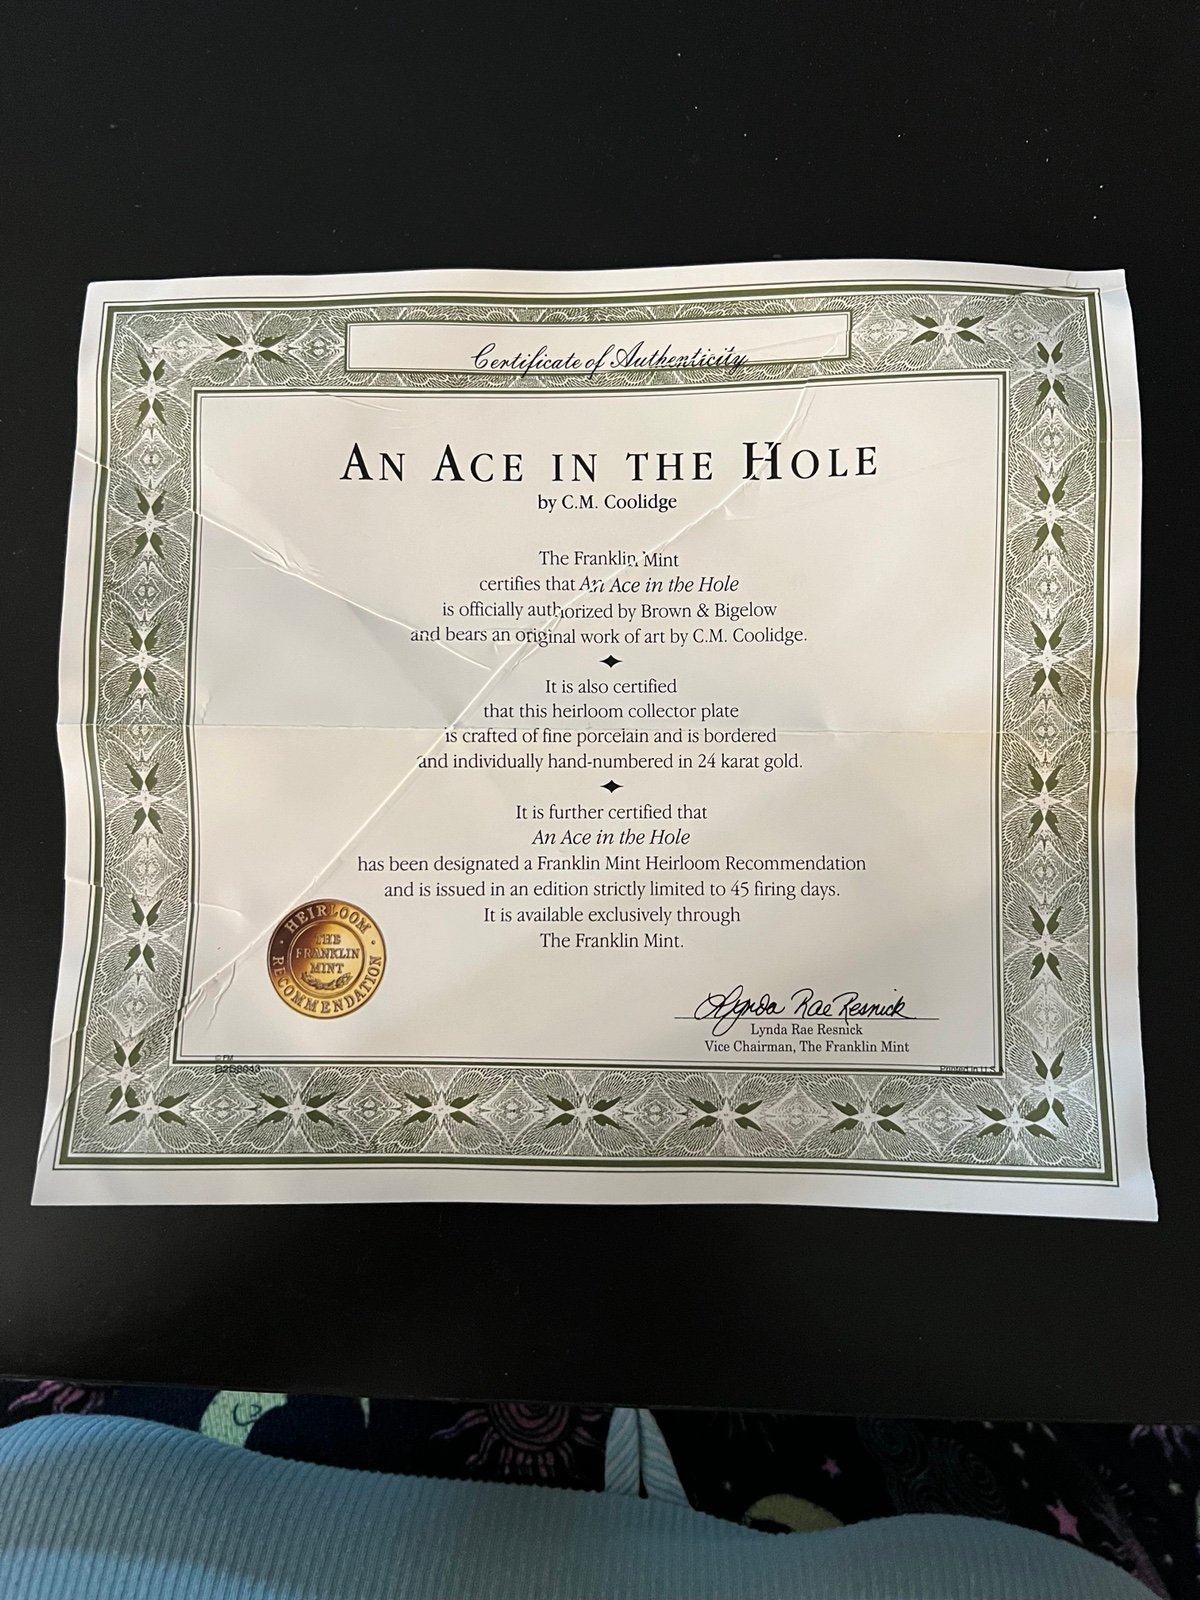 Certificate of Authenticity
AN ACE IN THE HOLE
by C.M. Coolidge
The Franklin Mint
certifies that An Ace in the Hole
is officially authorized by Brown & Bigelow
and bears an original work of art by C.M. Coolidge.
It is also certified
that this heirloom collector plate
is crafted of fine porcelain and is bordered
and individually hand-numbered in 24 karat gold.
It is further certified that
An Ace in the Hole
has been designated a Franklin Mint Heirloom Recommendation
and is issued in an edition strictly limited to 45 firing days.
It is available exclusively through
The Franklin Mint.
HEIRLOOM
THE
FRANKLIN
MINT
RECOMMENDATION
Lynda Rae Resnick
Lynda Rae Resnick
Vice Chairman, The Franklin Mint
© FM
Printed in U.S.A